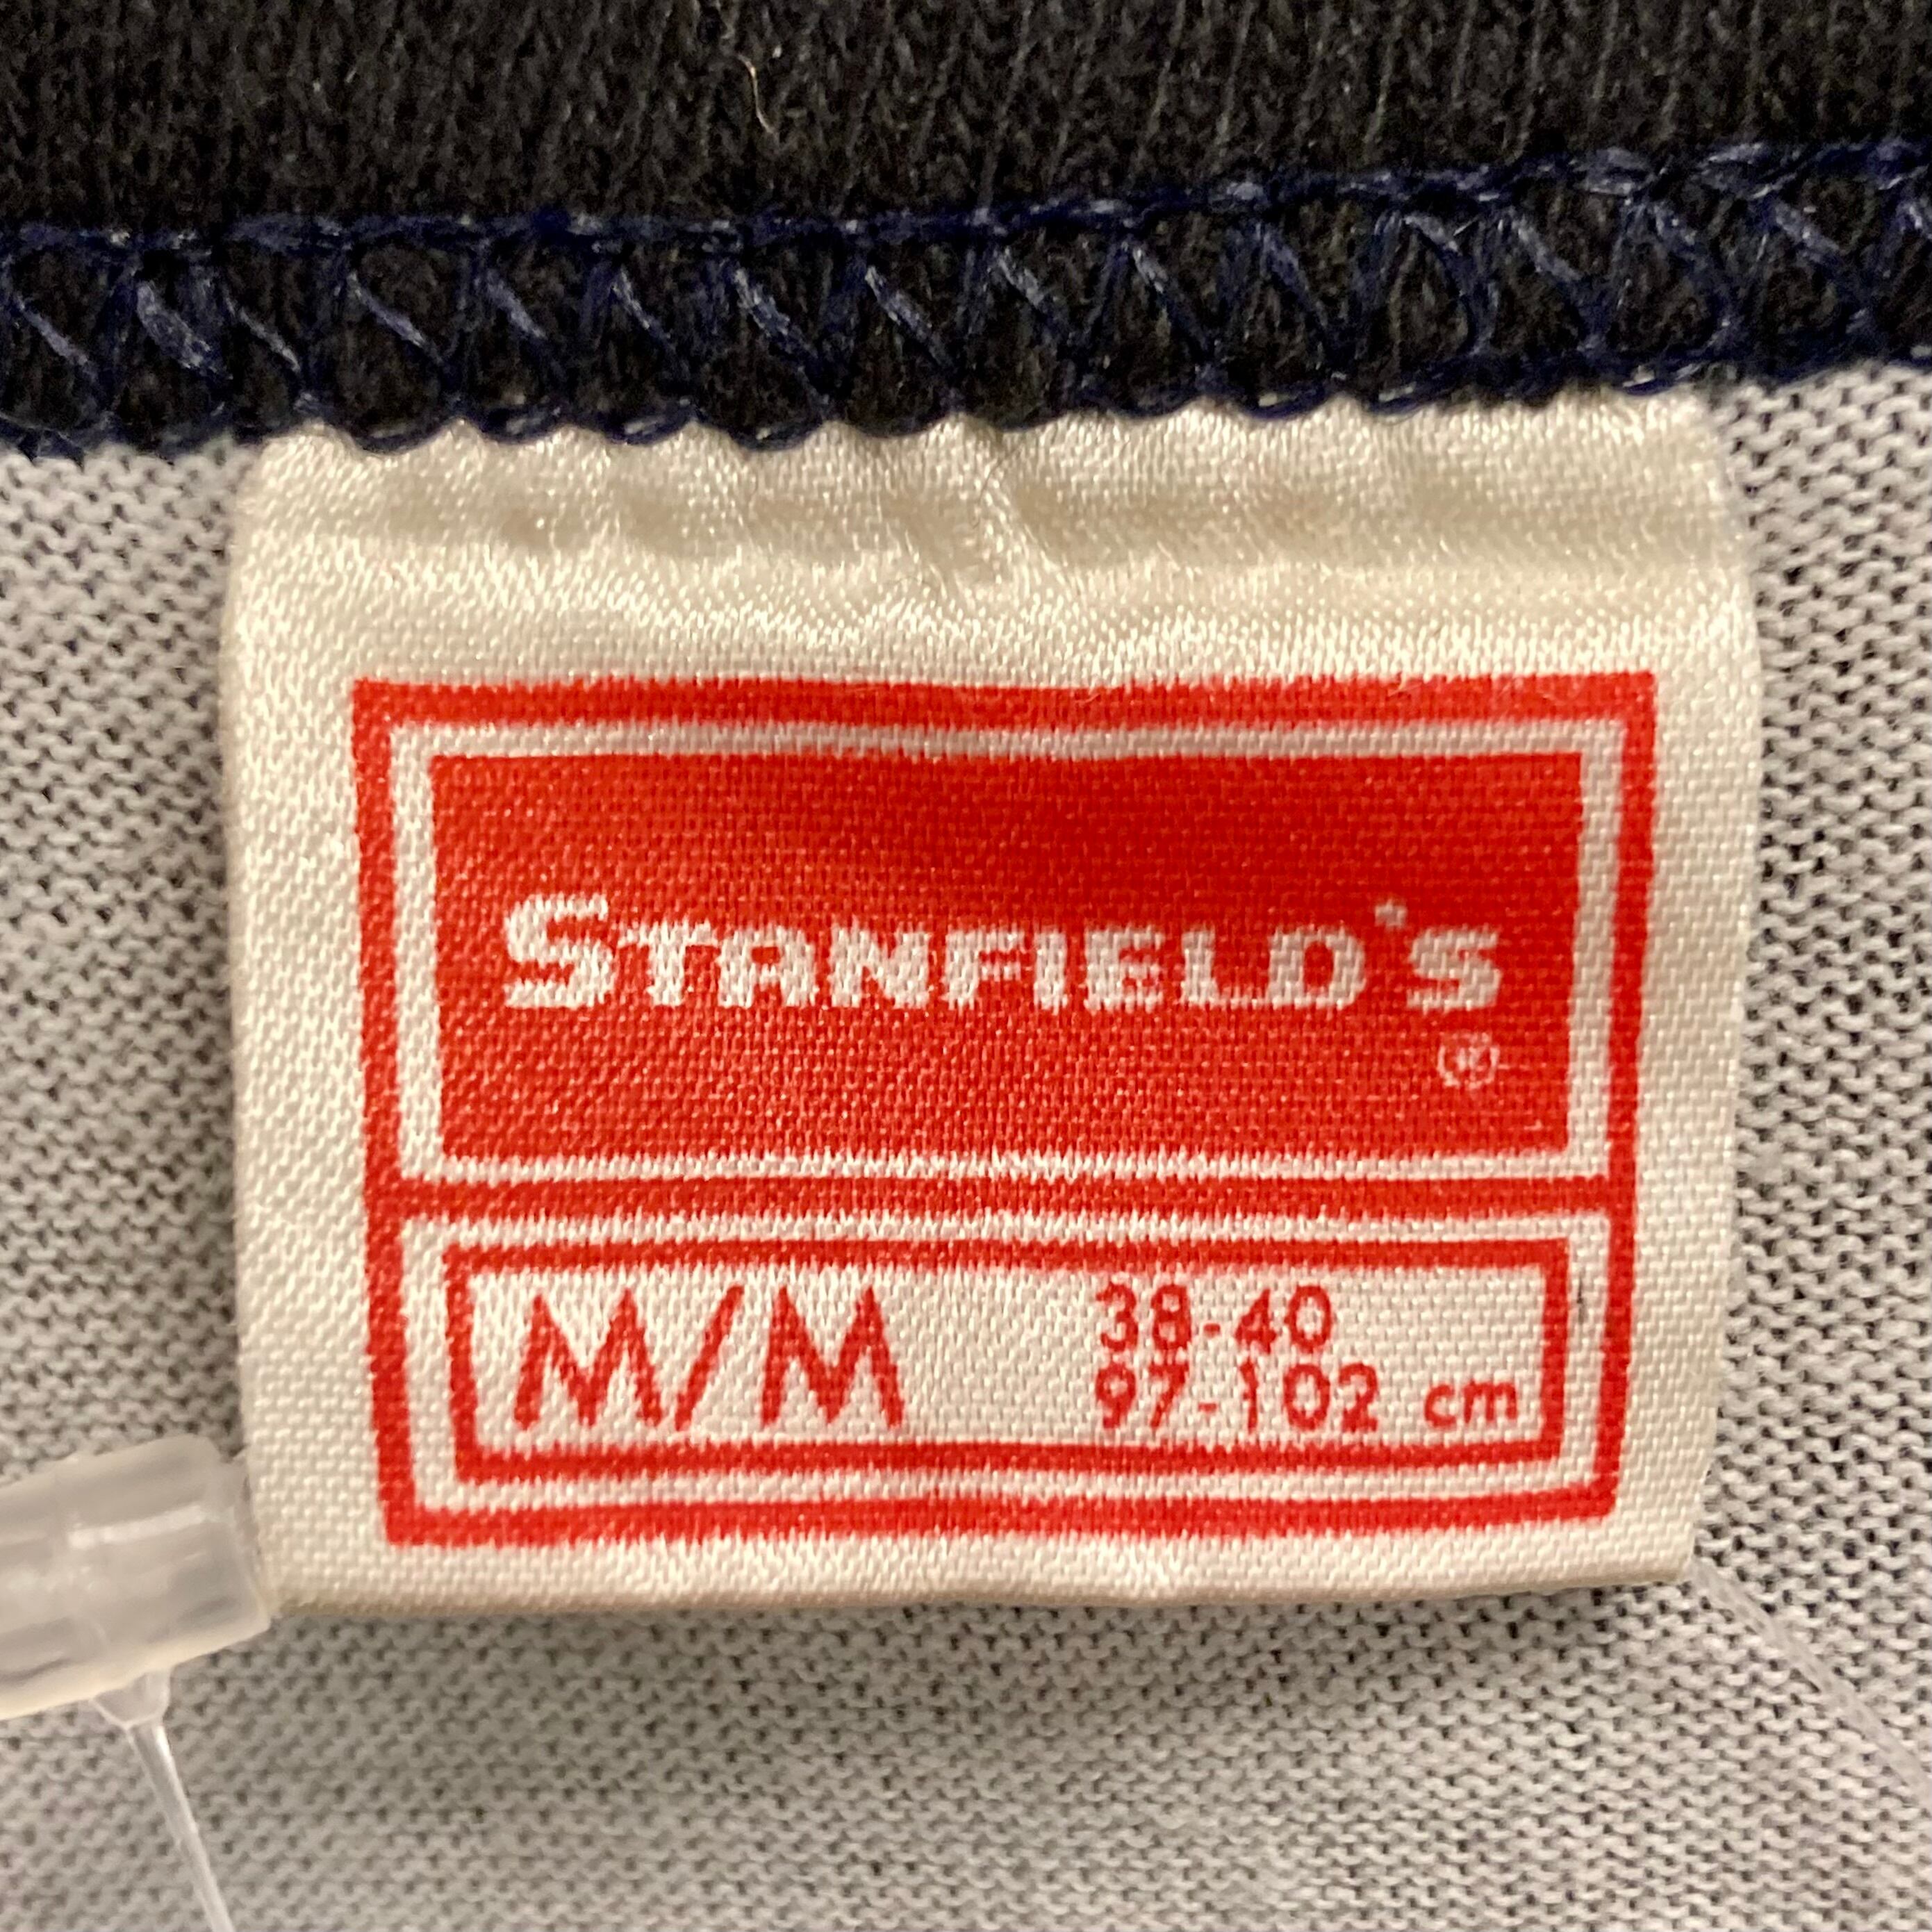 STANFIELD'S
®
M/M 38-40
97-102 cm